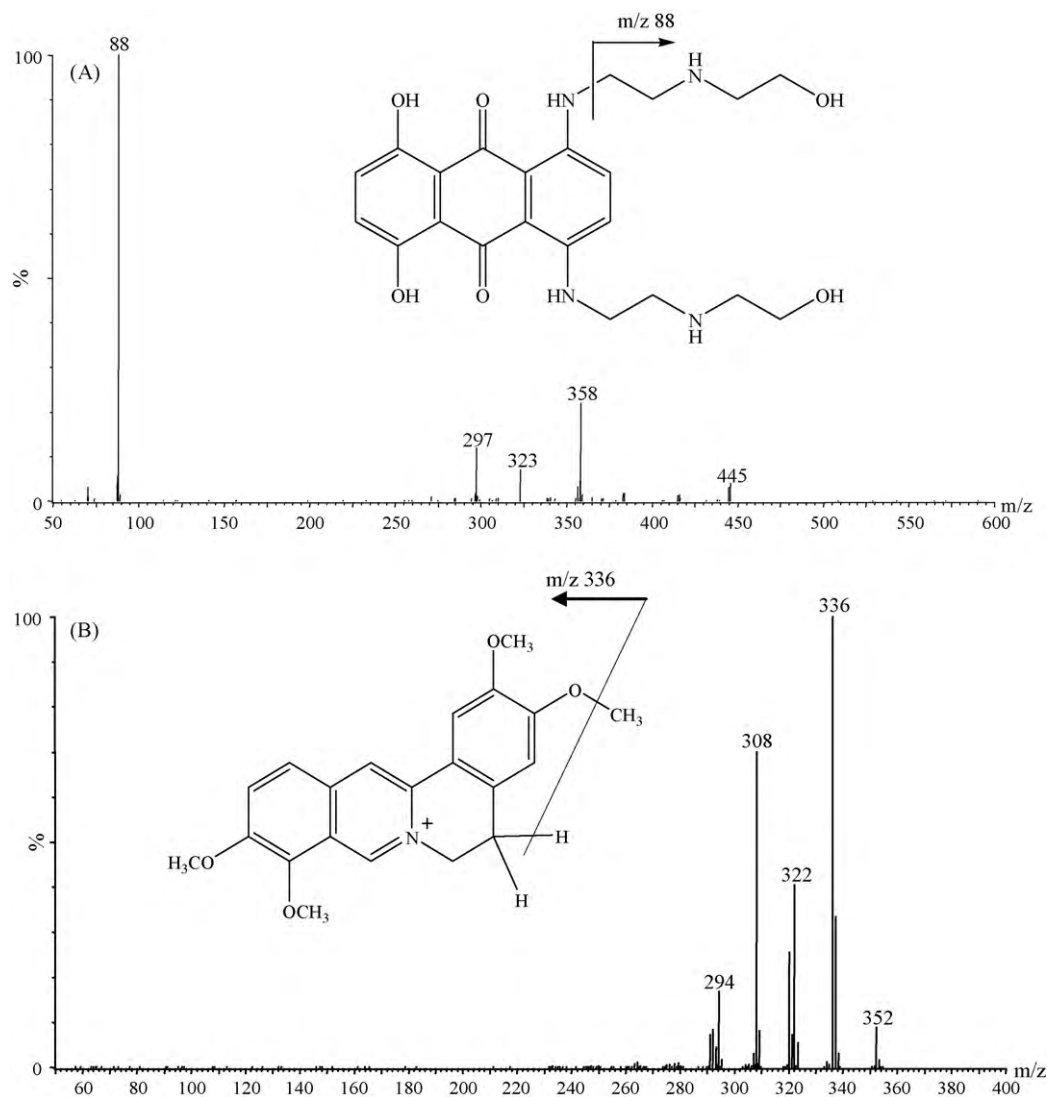 m/z 88
88
100
(A)
H
HN
N
OH
OH
O
%
OH
O
HN
N
H
OH
358
297
323
445
0
50 100 150 200 250 300 350 400 450 500 550 600 m/z
m/z 336
336
100
(B)
OCH3
O
CH3
308
%
N
+
H
H3CO
322
OCH3
H
294
352
0
60 80 100 120 140 160 180 200 220 240 260 280 300 320 340 360 380 400 m/z